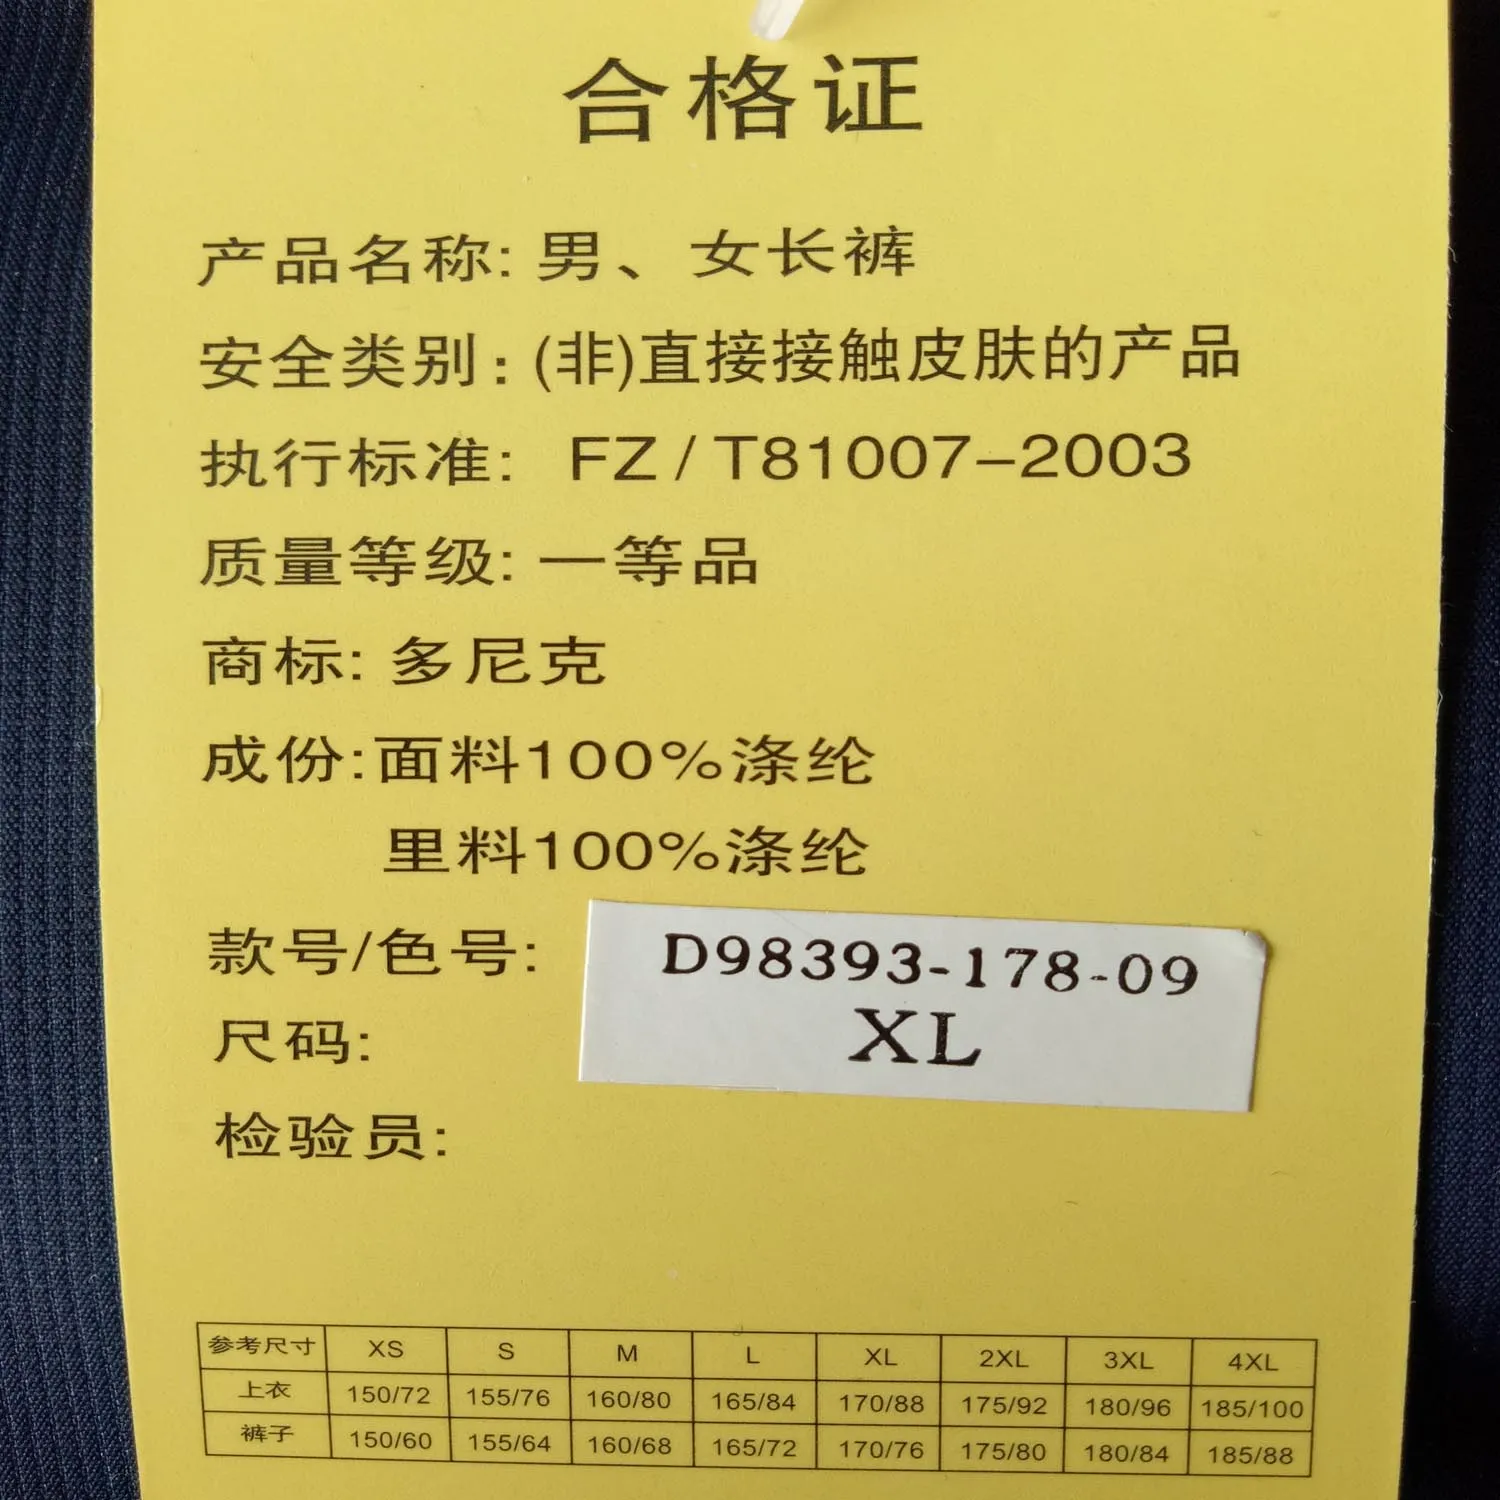 合格证
产品名称: 男、女长裤
安全类别: (非)直接接触皮肤的产品
执行标准: FZ/T81007-2003
质量等级: 一等品
商标: 多尼克
成份:面料100%涤纶
里料100%涤纶
款号/色号: D98393-178-09
尺码: XL
检验员:
参考尺寸 XS S M L XL 2XL 3XL 4XL
上衣 150/72 155/76 160/80 165/84 170/88 175/92 180/96 185/100
裤子 150/60 155/64 160/68 165/72 170/76 175/80 180/84 185/88